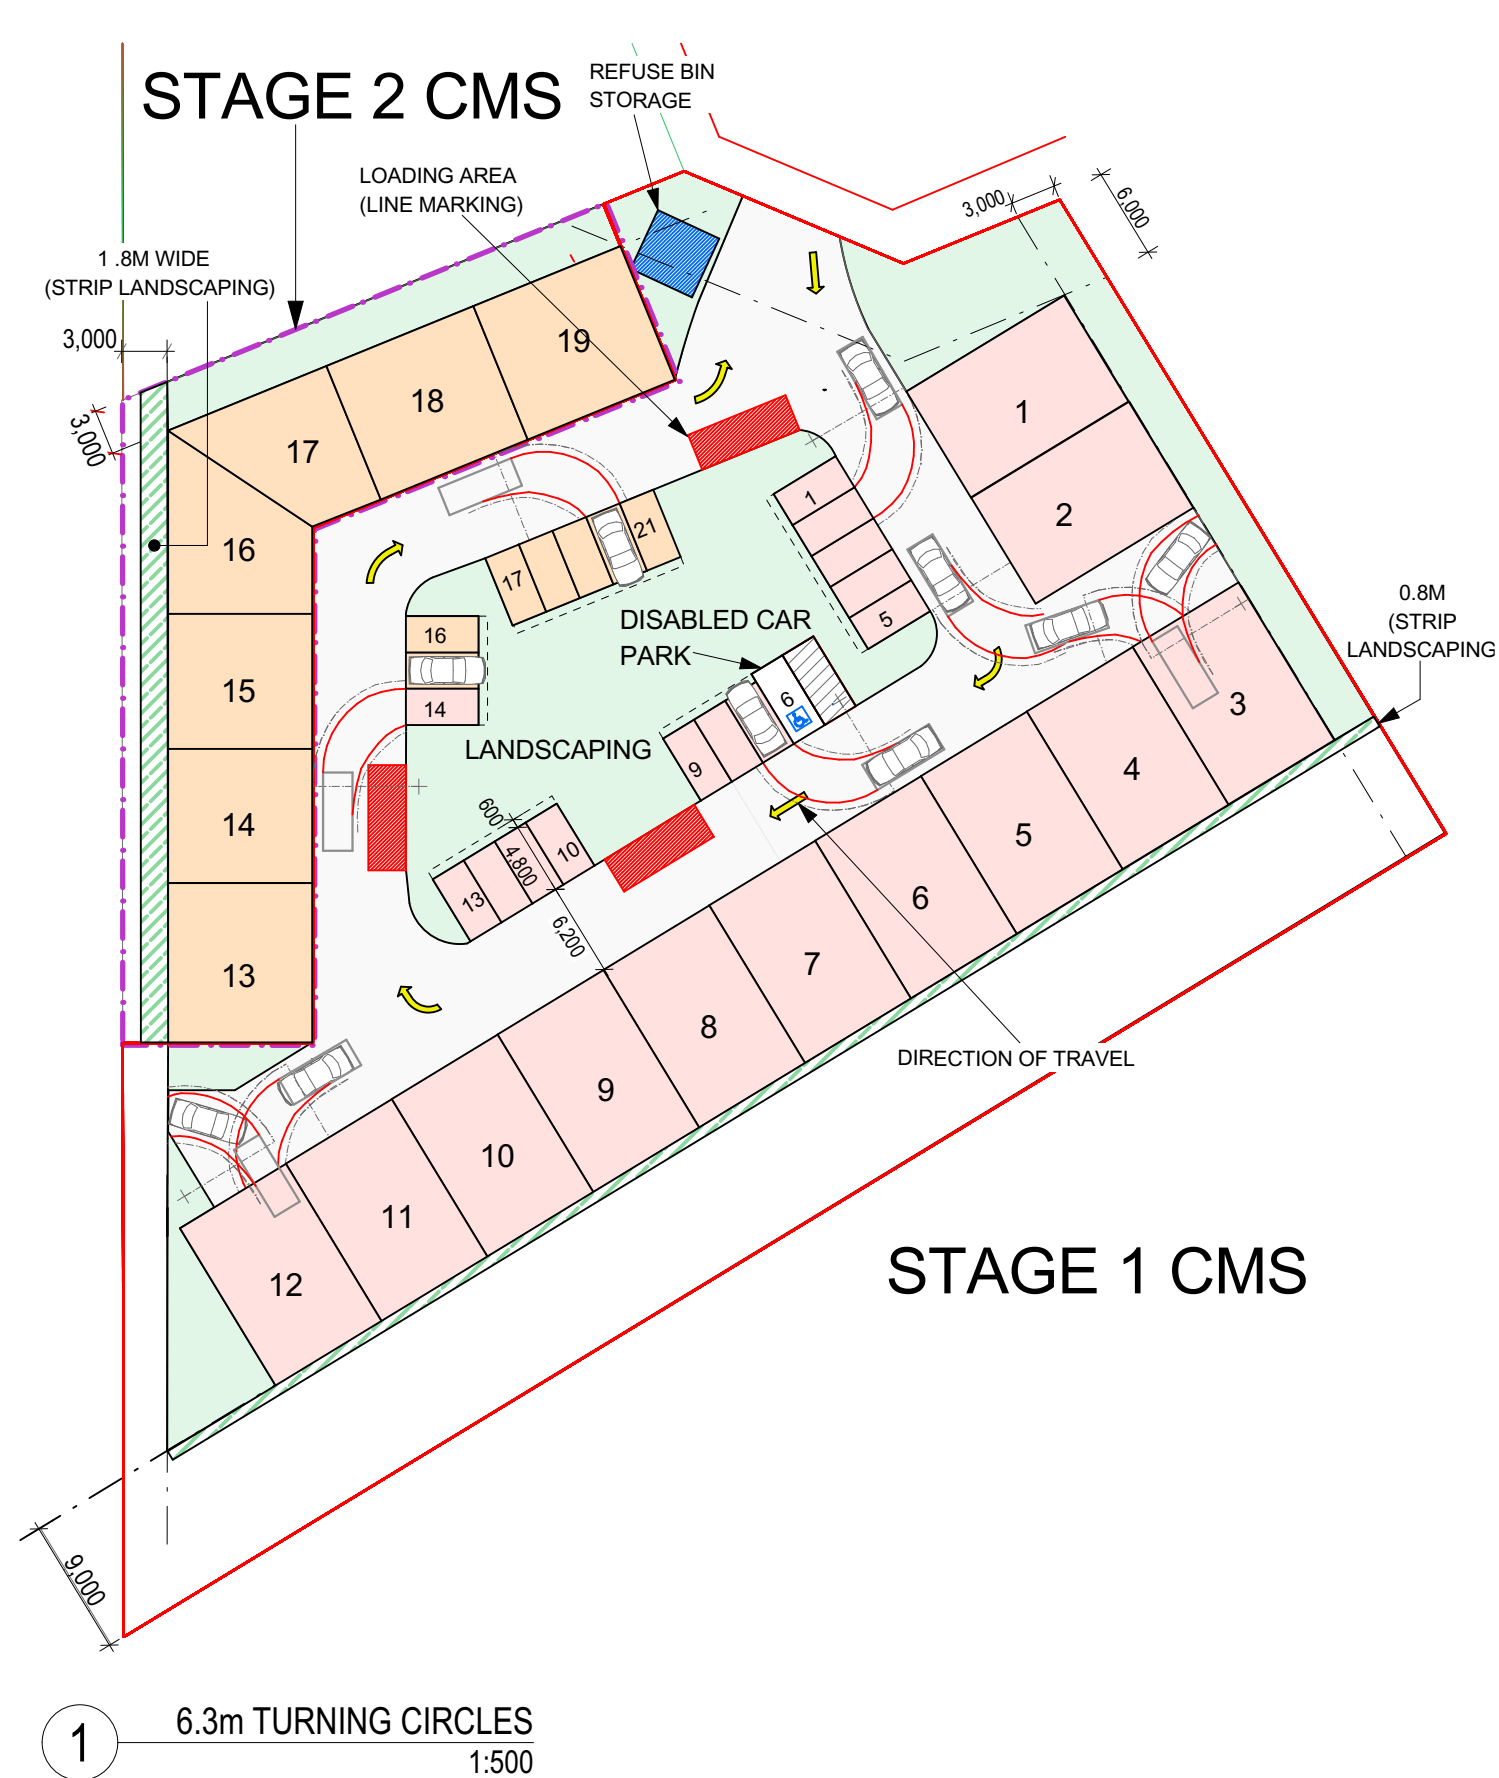 STAGE 2 CMS
REFUSE BIN
STORAGE
LOADING AREA
(LINE MARKING)
3,000
6,000
1 .8M WIDE
(STRIP LANDSCAPING)
3,000
3,000
19
18
17
16
15
14
13
1
2
1
5
21
17
16
14
DISABLED CAR
PARK
6
9
LANDSCAPING
600
4,800
10
13
6,200
0.8M
(STRIP
LANDSCAPING
3
4
5
6
7
8
9
10
11
12
DIRECTION OF TRAVEL
STAGE 1 CMS
9,000
1
6.3m TURNING CIRCLES
1:500